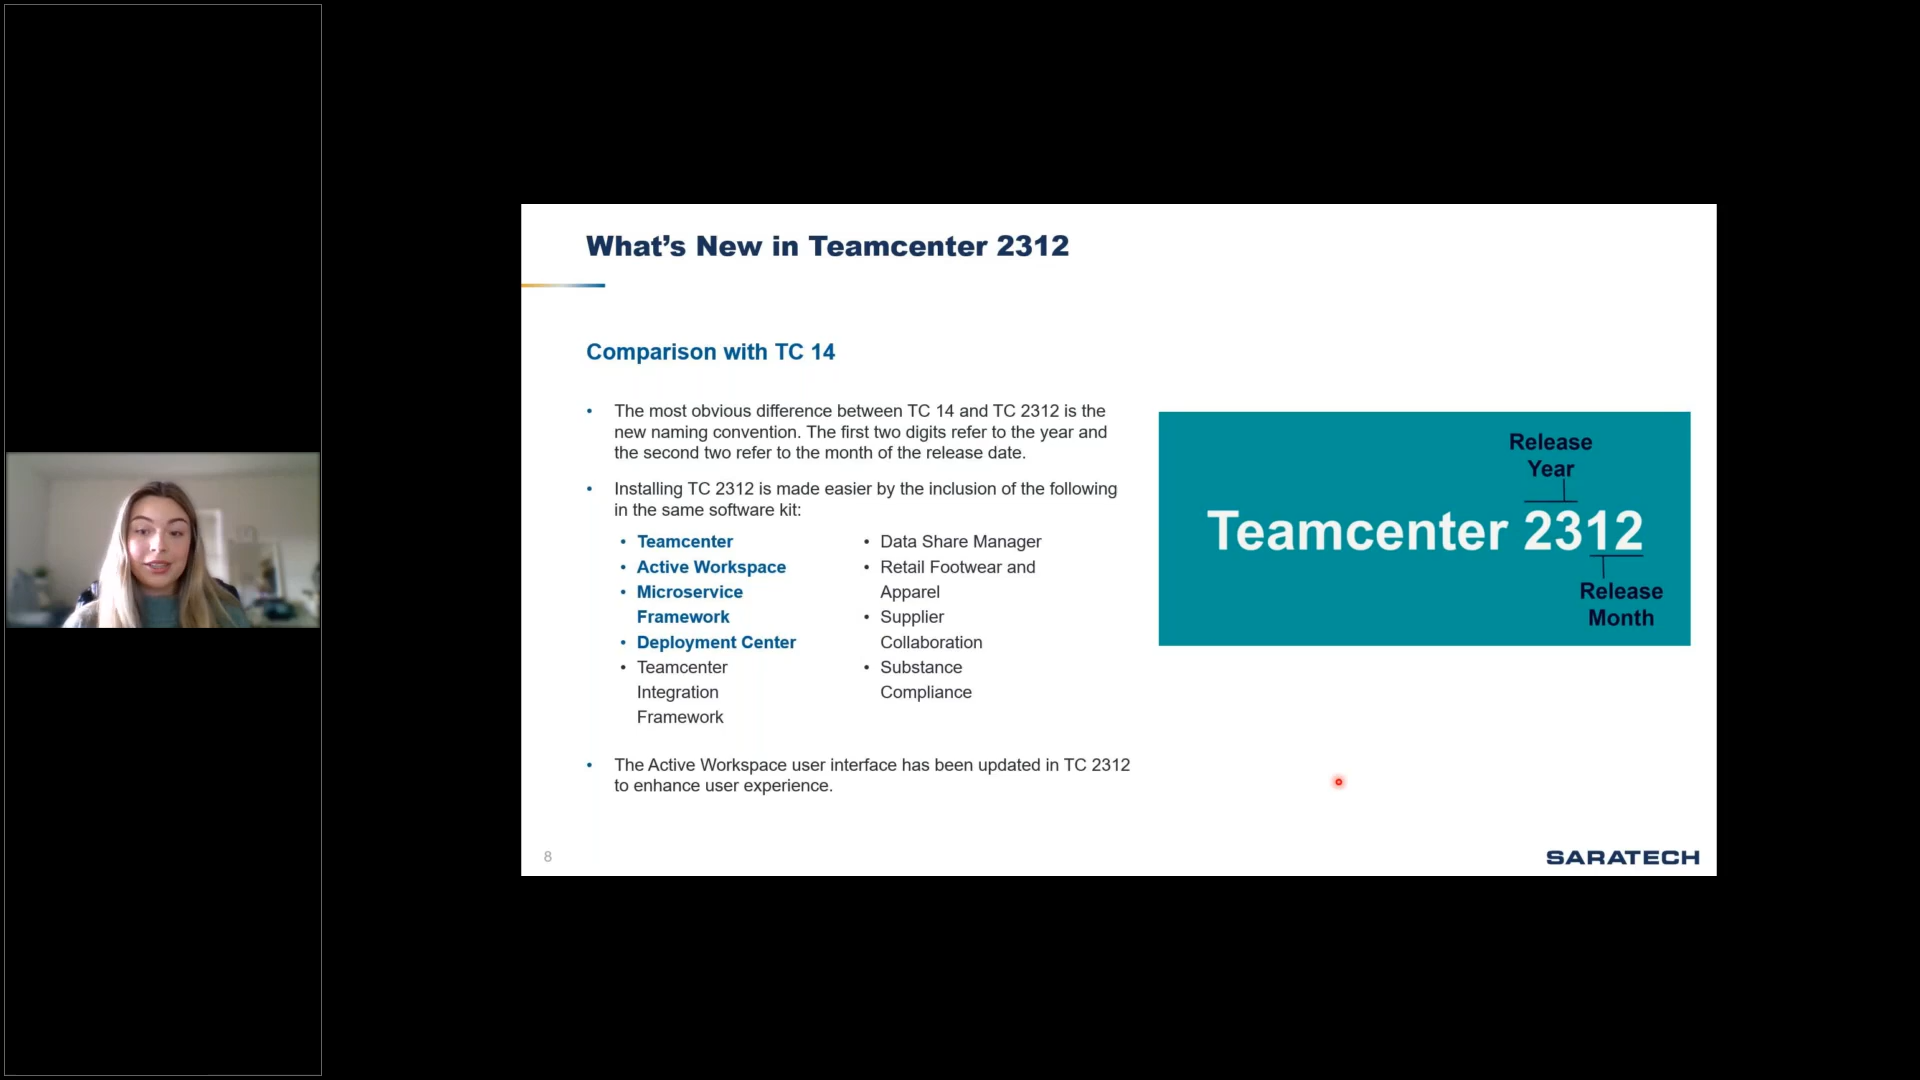 What's New in Teamcenter 2312
Comparison with TC 14
• The most obvious difference between TC 14 and TC 2312 is the
new naming convention. The first two digits refer to the year and
the second two refer to the month of the release date.
• Installing TC 2312 is made easier by the inclusion of the following
in the same software kit:
• Teamcenter
• Active Workspace
• Microservice
Framework
• Deployment Center
• Teamcenter
Integration
Framework
• Data Share Manager
• Retail Footwear and
Apparel
• Supplier
Collaboration
• Substance
Compliance
• The Active Workspace user interface has been updated in TC 2312
to enhance user experience.
Release
Year
Teamcenter 2312
Release
Month
8
SARATECH